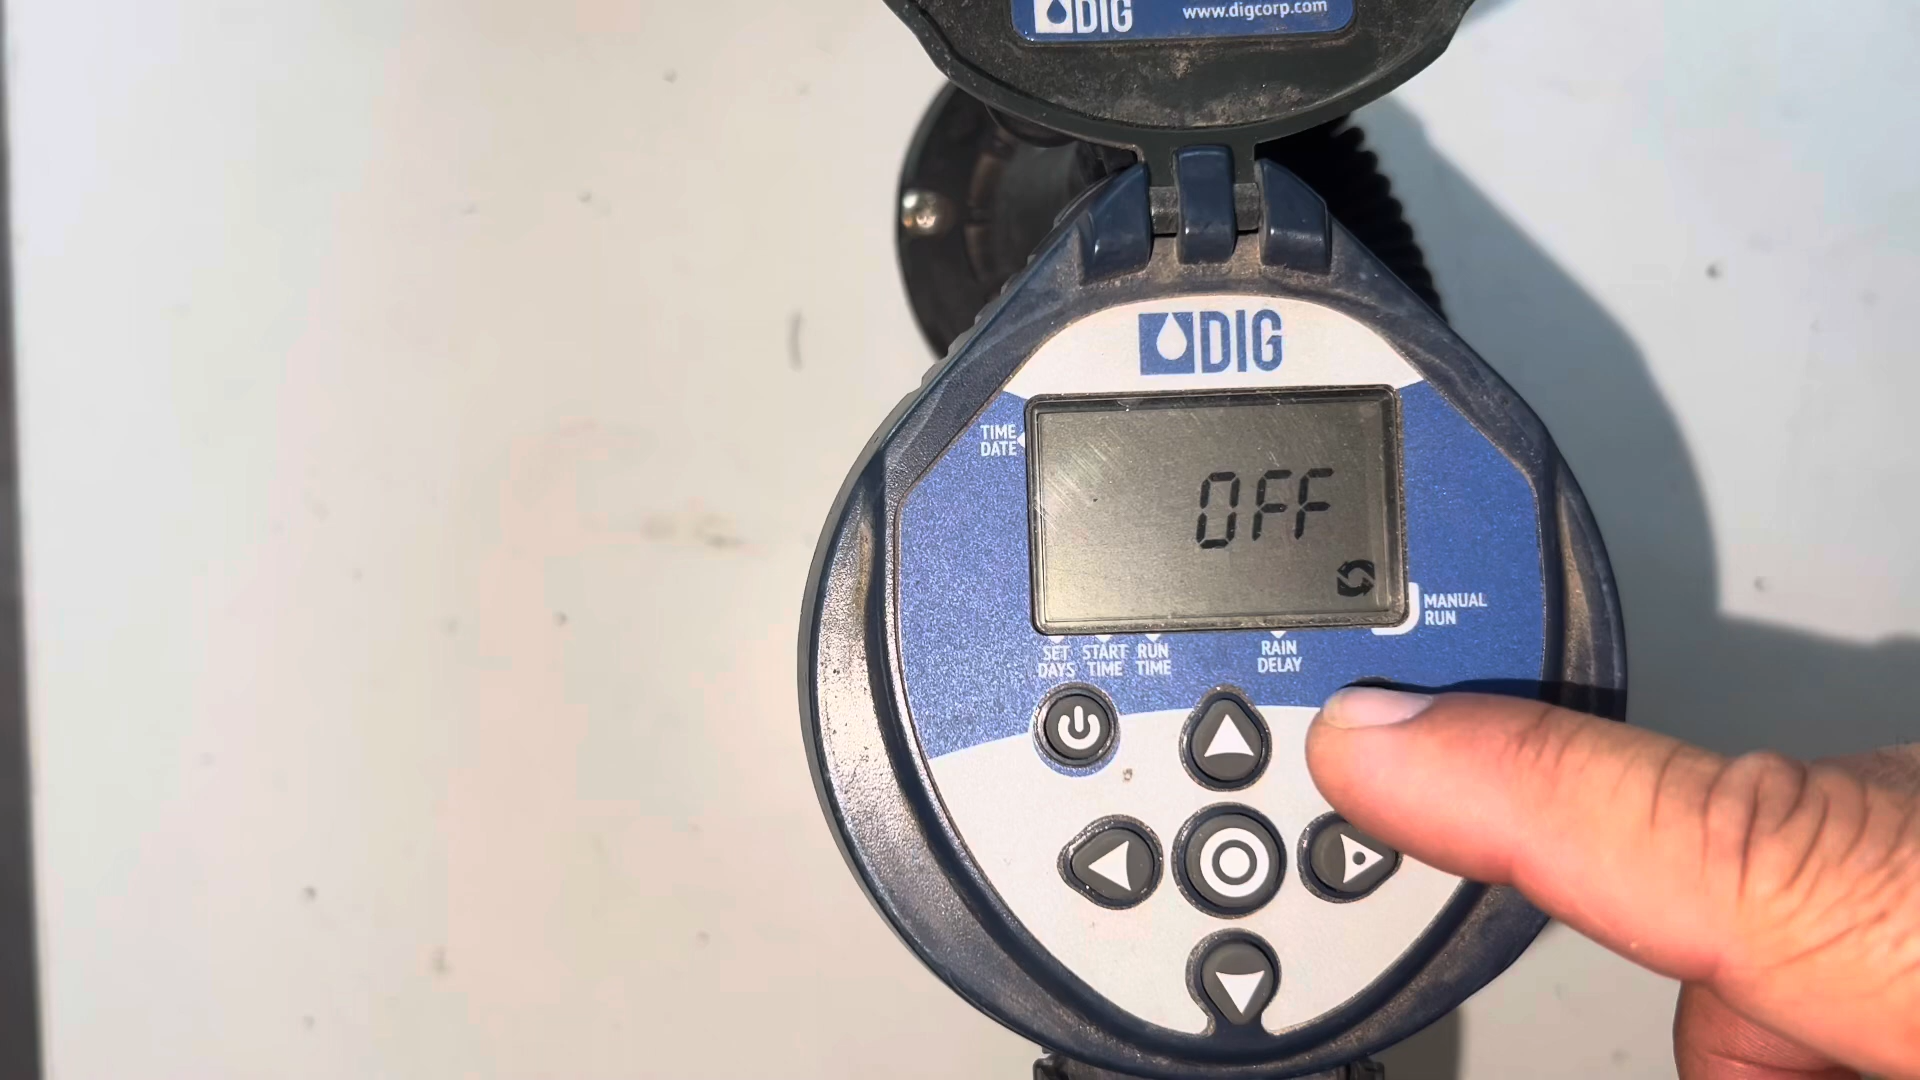 DIG
www.digcorp.com
DIG
TIME
DATE
OFF
MANUAL
RUN
SET
DAYS
START
TIME
RUN
TIME
RAIN
DELAY